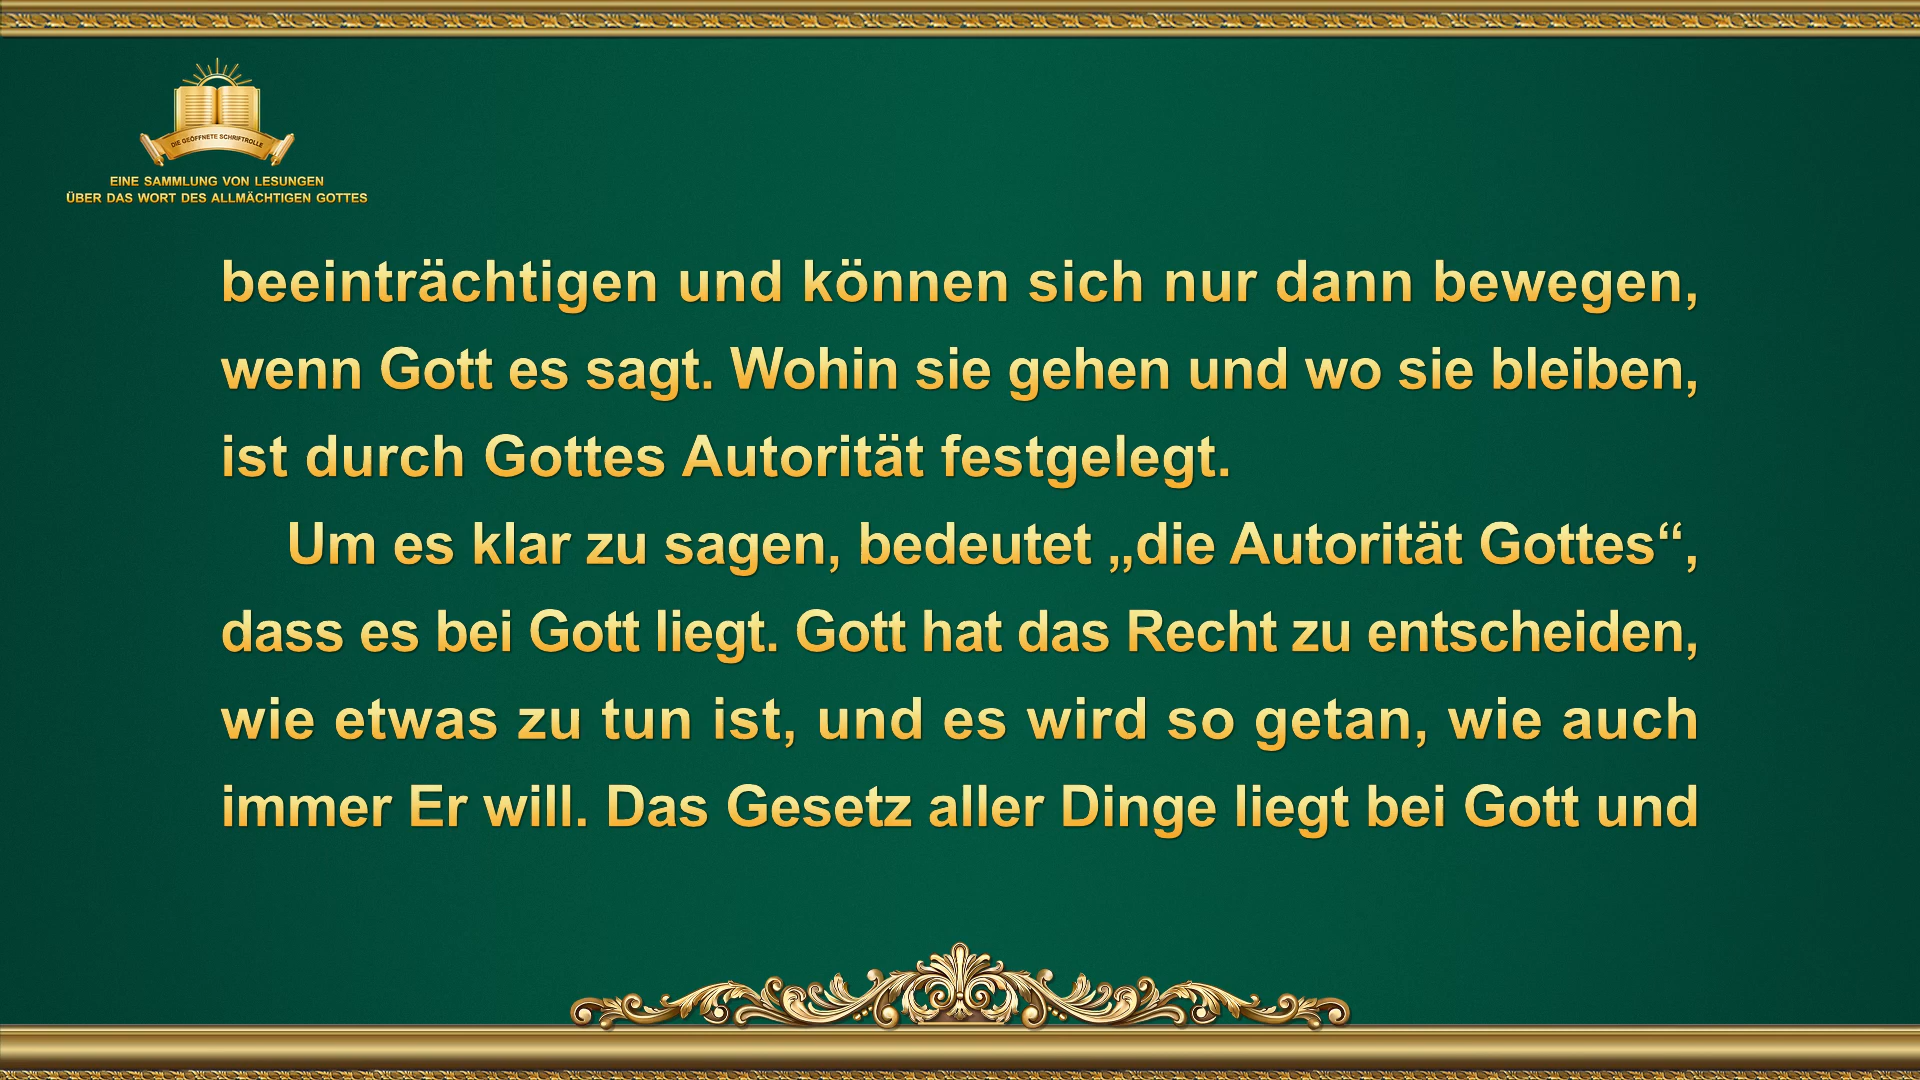 DIE GEÖFFNETE SCHRIFTROLLE
EINE SAMMLUNG VON LESUNGEN
ÜBER DAS WORT DES ALLMÄCHTIGEN GOTTES
beeinträchtigen und können sich nur dann bewegen,
wenn Gott es sagt. Wohin sie gehen und wo sie bleiben,
ist durch Gottes Autorität festgelegt.
Um es klar zu sagen, bedeutet „die Autorität Gottes“,
dass es bei Gott liegt. Gott hat das Recht zu entscheiden,
wie etwas zu tun ist, und es wird so getan, wie auch
immer Er will. Das Gesetz aller Dinge liegt bei Gott und